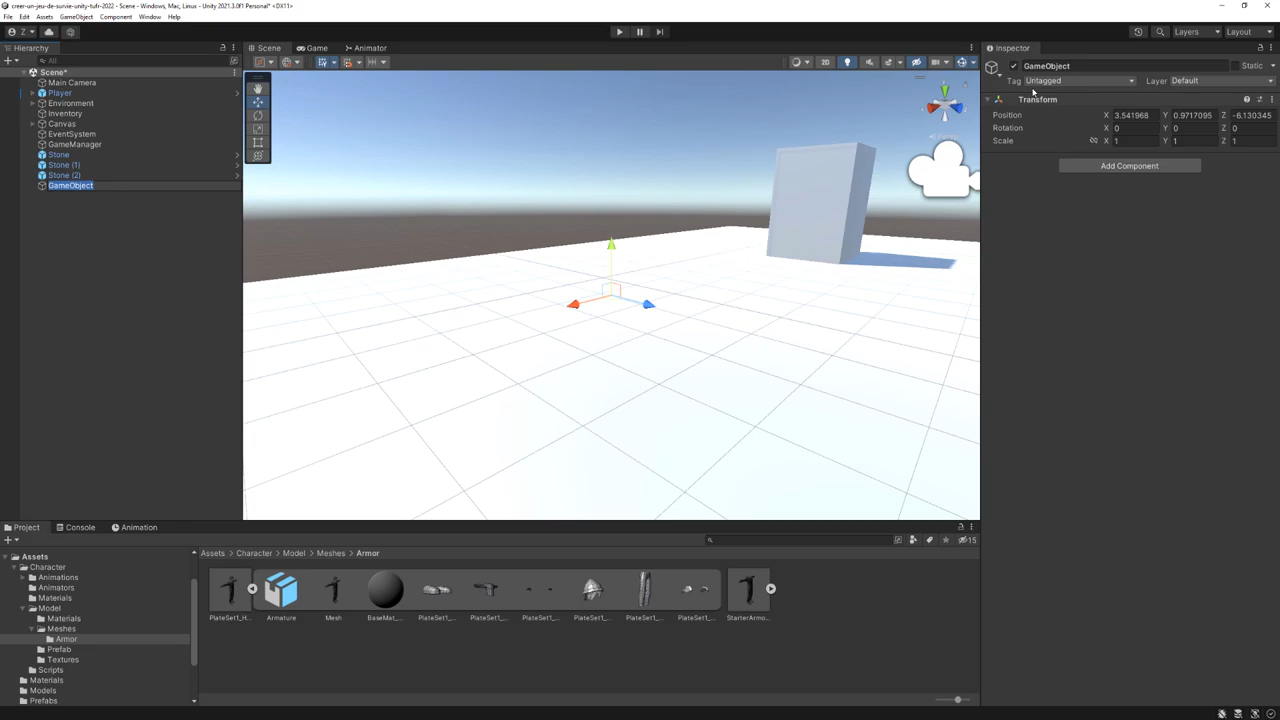 creer-un-jeu-de-survie-unity-tufr-2022 - Scene - Windows, Mac, Linux - Unity 2021.3.0f1 Personal* <DX11>
File Edit Assets GameObject Component Window Help
Z Layers Layout
Hierarchy Scene Game Animator Inspector
All 2D
Scene*
Main Camera
Player
Environment
Inventory
Canvas
EventSystem
GameManager
Stone
Stone (1)
Stone (2)
GameObject
GameObject Static
Tag Untagged Layer Default
Transform
Position X 3.541968 Y 0.9717095 Z -6.130345
Rotation X 0 Y 0 Z 0
Scale X 1 Y 1 Z 1
Add Component
Project Console Animation
15
Assets
Character
Animations
Animators
Materials
Model
Materials
Meshes
Armor
Prefab
Textures
Scripts
Materials
Models
Prefabs
Assets > Character > Model > Meshes > Armor
PlateSet1_H... Armature Mesh BaseMat_... PlateSet1_... PlateSet1_... PlateSet1_... PlateSet1_... PlateSet1_... PlateSet1_... StarterArmo...